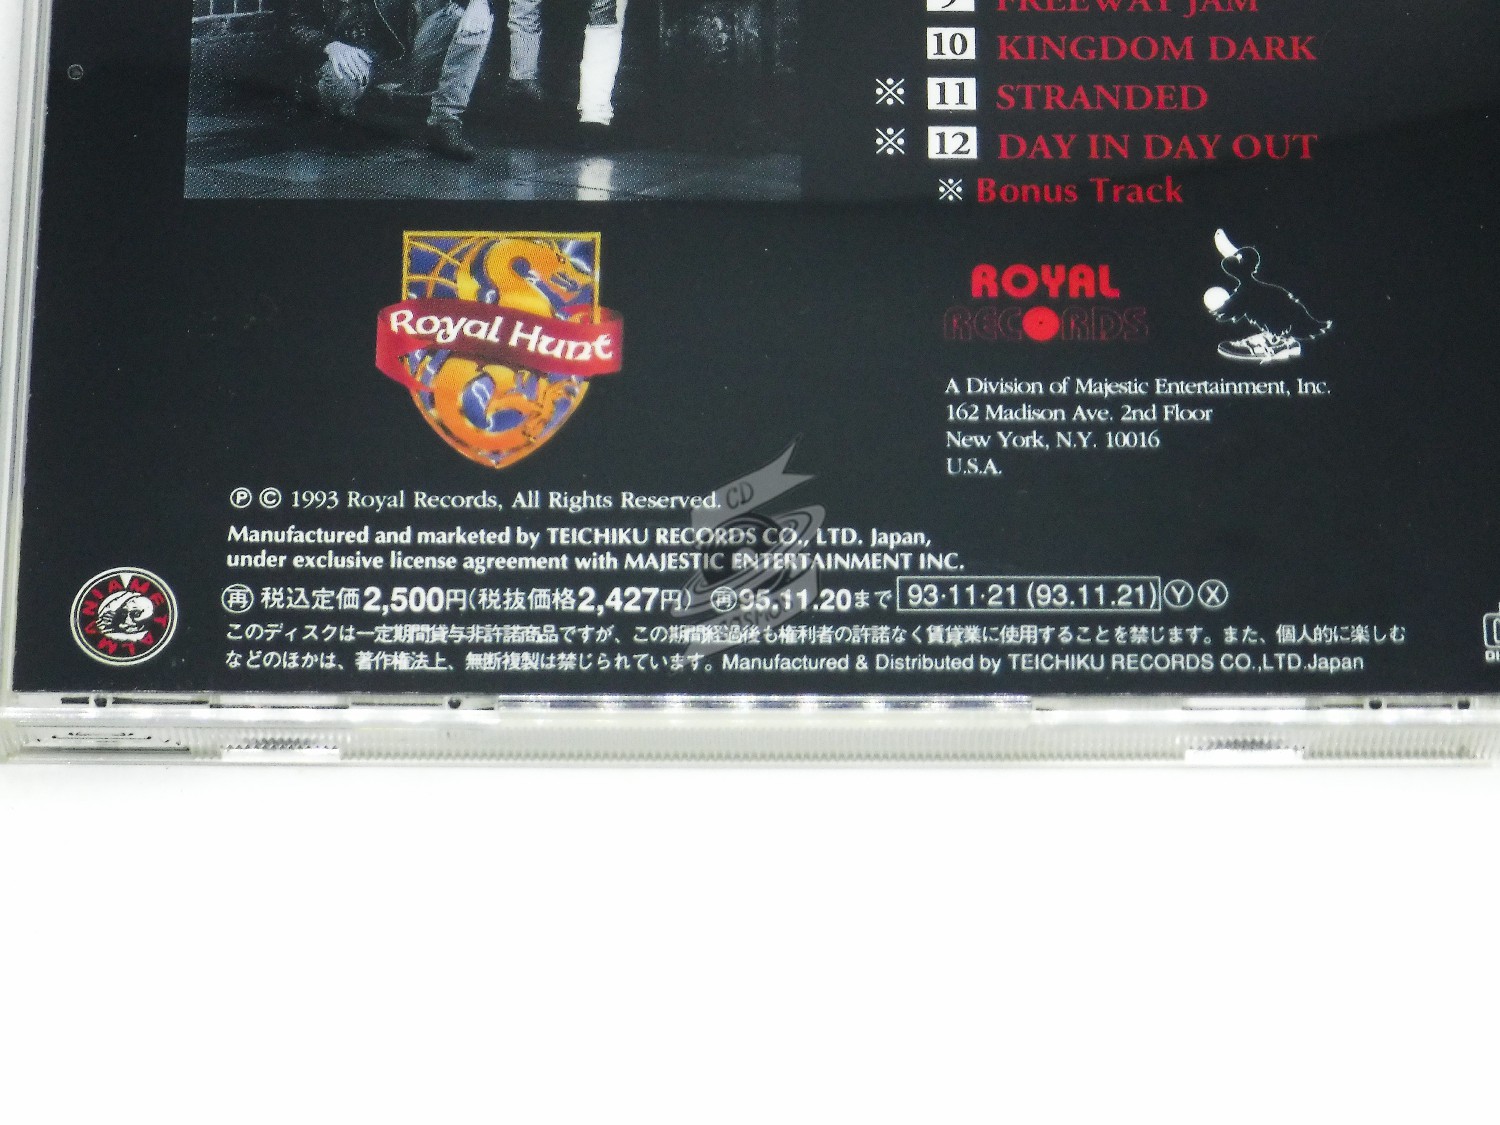 9 FREEWAY JAM
10 KINGDOM DARK
※ 11 STRANDED
※ 12 DAY IN DAY OUT
※ Bonus Track
Royal Hunt
ROYAL
RECORDS
A Division of Majestic Entertainment, Inc.
162 Madison Ave. 2nd Floor
New York, N.Y. 10016
U.S.A.
℗ © 1993 Royal Records, All Rights Reserved.
Manufactured and marketed by TEICHIKU RECORDS CO., LTD. Japan,
under exclusive license agreement with MAJESTIC ENTERTAINMENT INC.
㊢税込定価2,500円(税抜価格2,427円) 再95.11.20まで 93·11·21 (93.11.21) Ⓨ Ⓧ
このディスクは一定期間貸与非許諾商品ですが、この期間経過後も権利者の許諾なく賃貸業に使用することを禁じます。また、個人的に楽しむ
などのほかは、著作権法上、無断複製は禁じられています。Manufactured & Distributed by TEICHIKU RECORDS CO.,LTD.Japan
METALMANIA
CD